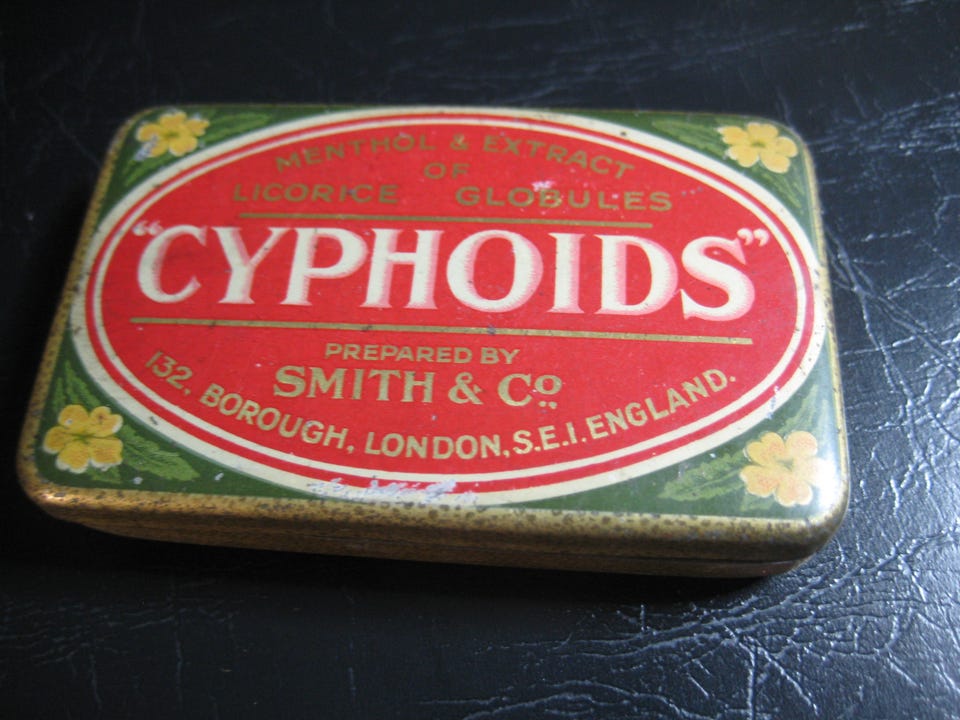 MENTHOL & EXTRACT
OF
LICORICE GLOBULES
"CYPHOIDS"
PREPARED BY
SMITH & Co
132, BOROUGH, LONDON, S.E.1. ENGLAND.